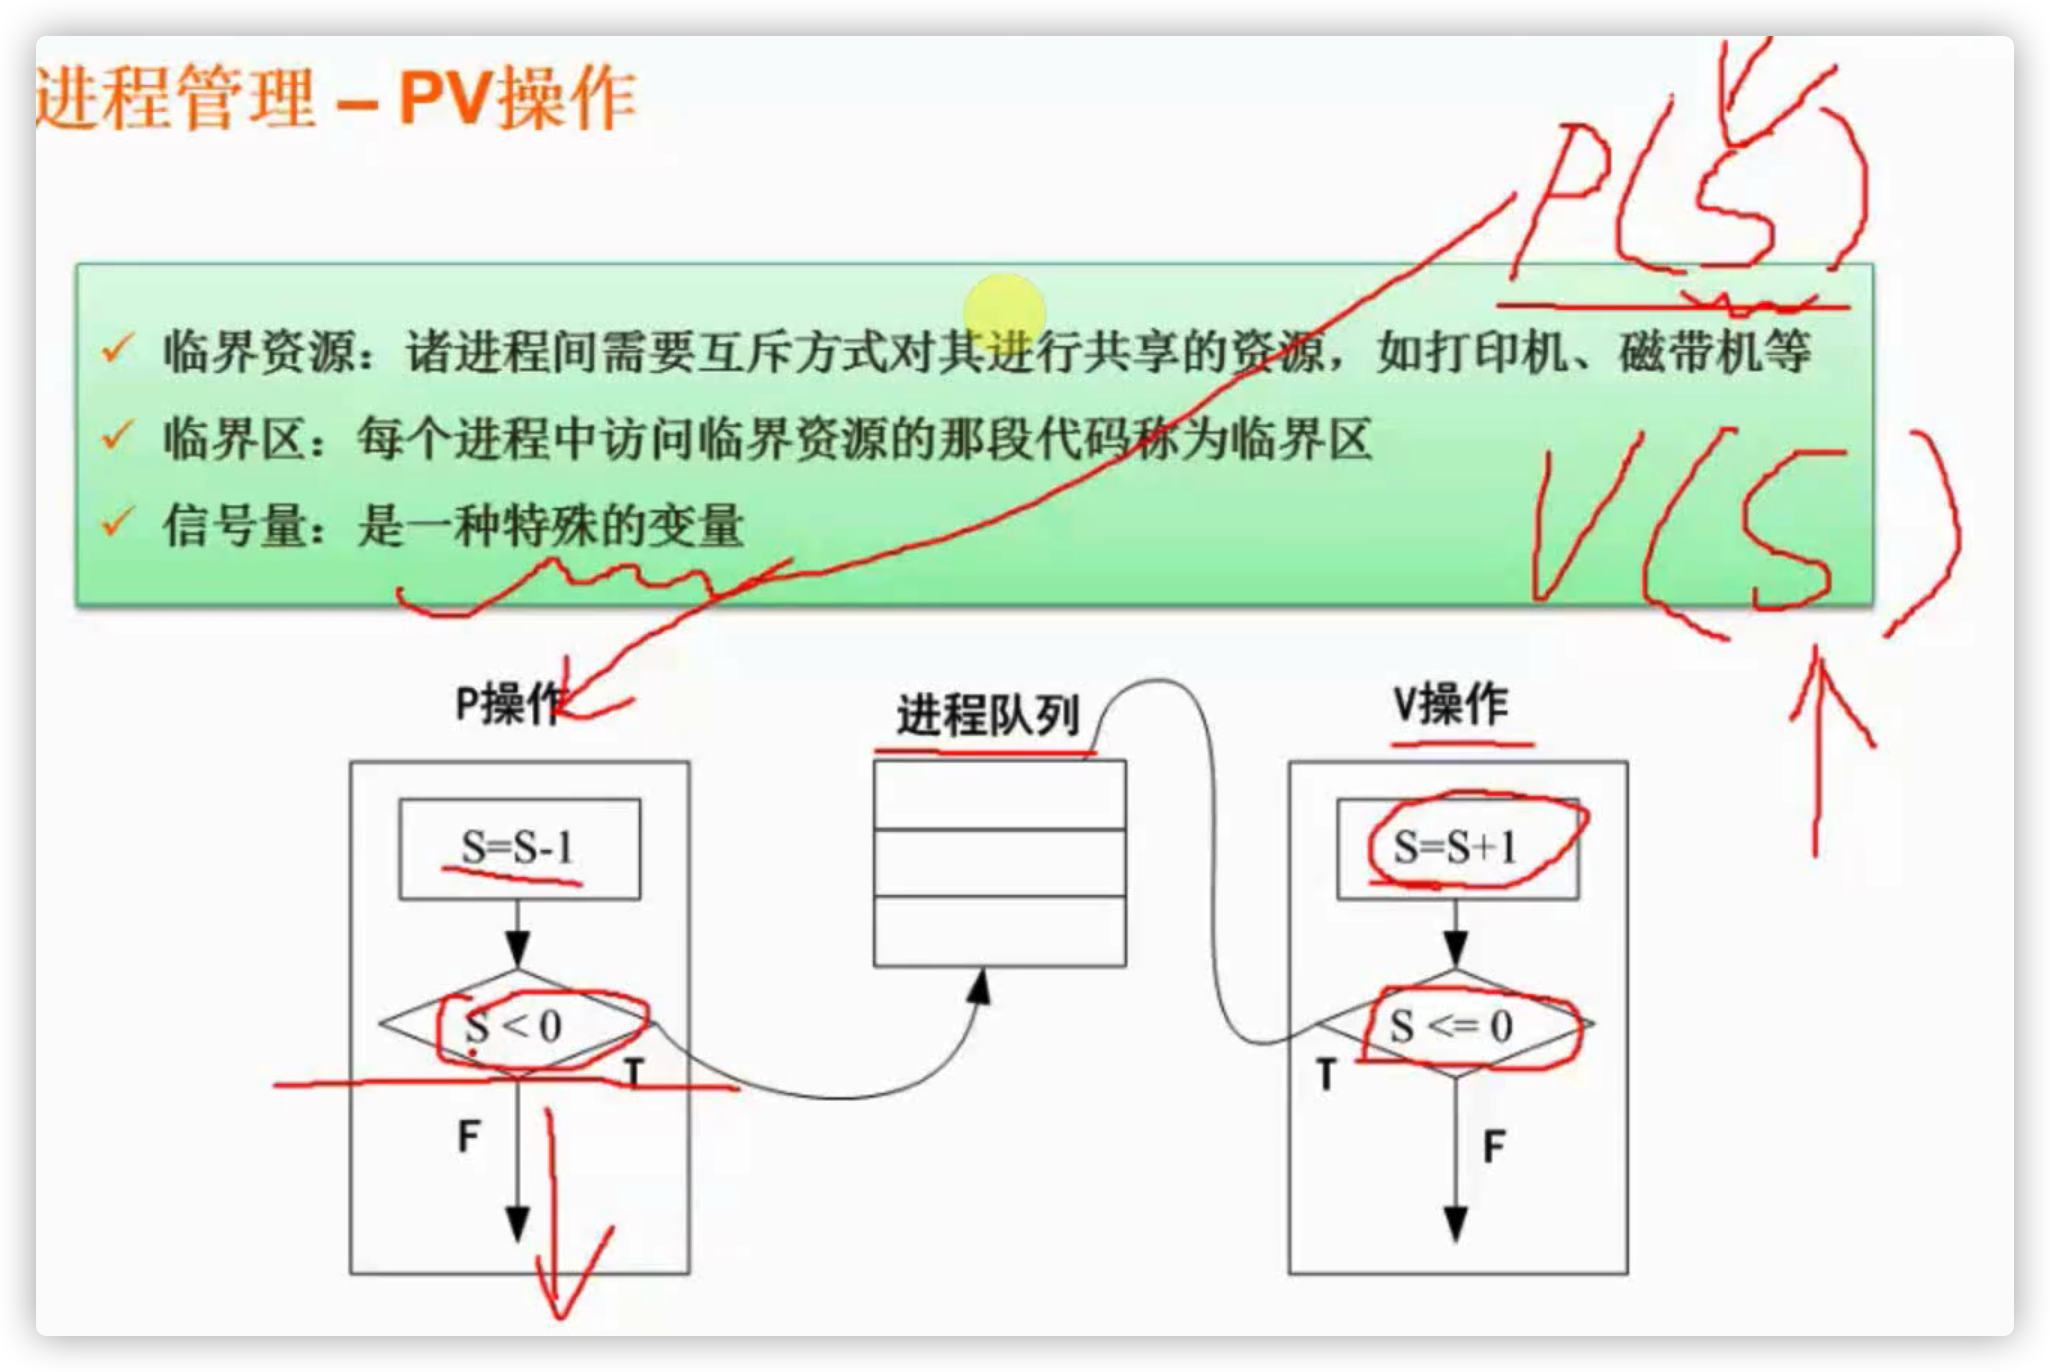 进程管理 – PV操作
P(S)
临界资源：诸进程间需要互斥方式对其进行共享的资源，如打印机、磁带机等
临界区：每个进程中访问临界资源的那段代码称为临界区
信号量：是一种特殊的变量
V(S)
P操作
进程队列
V操作
S=S-1
S=S+1
S < 0
S <= 0
T
T
F
F